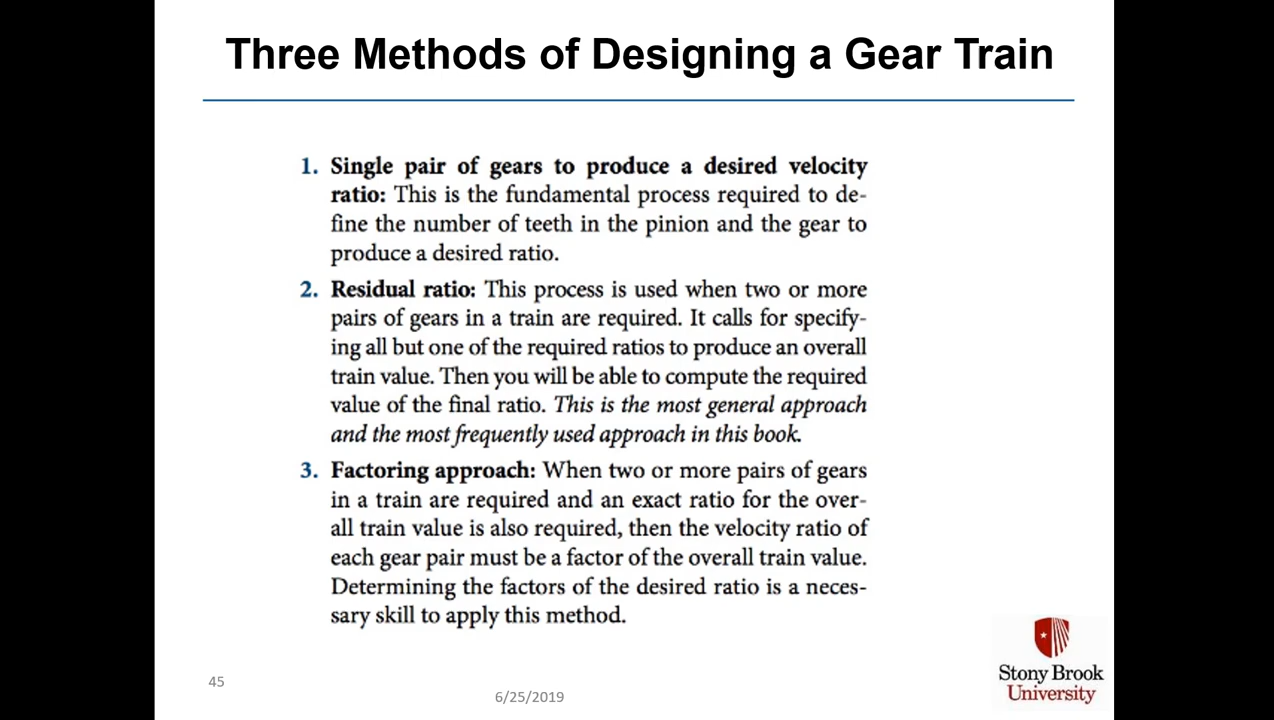 Three Methods of Designing a Gear Train
1. Single pair of gears to produce a desired velocity
ratio: This is the fundamental process required to de-
fine the number of teeth in the pinion and the gear to
produce a desired ratio.
2. Residual ratio: This process is used when two or more
pairs of gears in a train are required. It calls for specify-
ing all but one of the required ratios to produce an overall
train value. Then you will be able to compute the required
value of the final ratio. This is the most general approach
and the most frequently used approach in this book.
3. Factoring approach: When two or more pairs of gears
in a train are required and an exact ratio for the over-
all train value is also required, then the velocity ratio of
each gear pair must be a factor of the overall train value.
Determining the factors of the desired ratio is a neces-
sary skill to apply this method.
45
6/25/2019
Stony Brook
University